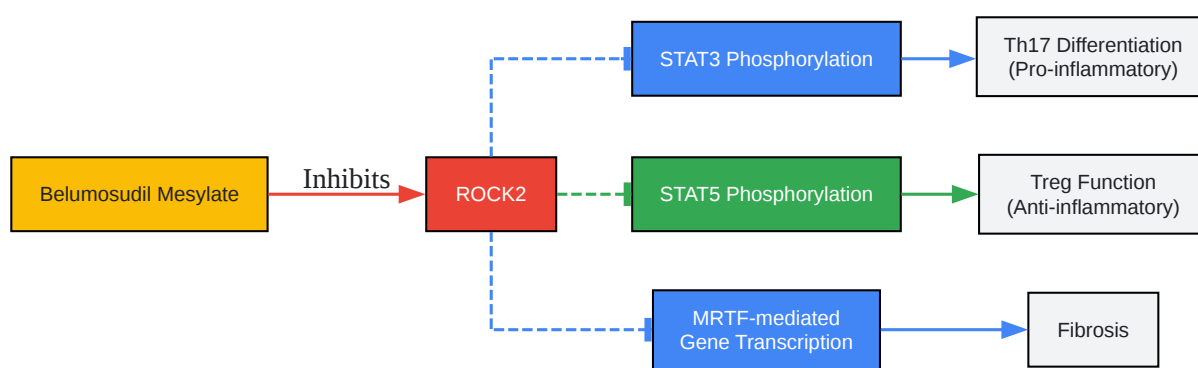 STAT3 Phosphorylation
Th17 Differentiation
(Pro-inflammatory)
Belumosudil Mesylate
Inhibits
ROCK2
STAT5 Phosphorylation
Treg Function
(Anti-inflammatory)
MRTF-mediated
Gene Transcription
Fibrosis